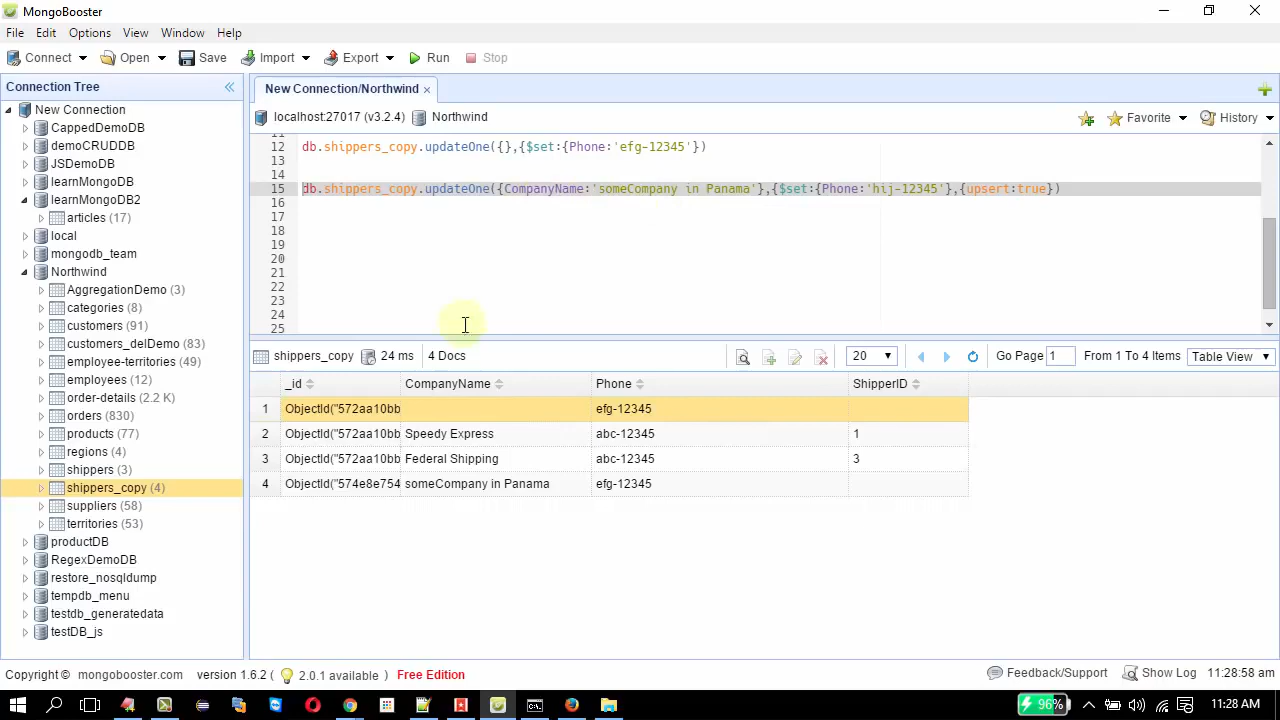 MongoBooster
File Edit Options View Window Help
Connect Open Save Import Export Run Stop
Connection Tree
New Connection
CappedDemoDB
demoCRUDDB
JSDemoDB
learnMongoDB
learnMongoDB2
articles (17)
local
mongodb_team
Northwind
AggregationDemo (3)
categories (8)
customers (91)
customers_delDemo (83)
employee-territories (49)
employees (12)
order-details (2.2 K)
orders (830)
products (77)
regions (4)
shippers (3)
shippers_copy (4)
suppliers (58)
territories (53)
productDB
RegexDemoDB
restore_nosqldump
tempdb_menu
testdb_generatedata
testDB_js
New Connection/Northwind ×
localhost:27017 (v3.2.4) Northwind Favorite History
11
12 db.shippers_copy.updateOne({},{$set:{Phone:'efg-12345'})
13
14
15 db.shippers_copy.updateOne({CompanyName:'someCompany in Panama'},{$set:{Phone:'hij-12345'},{upsert:true})
16
17
18
19
20
21
22
23
24
25
shippers_copy 24 ms 4 Docs 20 Go Page 1 From 1 To 4 Items Table View
_id CompanyName Phone ShipperID
1 ObjectId("572aa10bb efg-12345
2 ObjectId("572aa10bb Speedy Express abc-12345 1
3 ObjectId("572aa10bb Federal Shipping abc-12345 3
4 ObjectId("574e8e754 someCompany in Panama efg-12345
Copyright © mongobooster.com version 1.6.2 ( 2.0.1 available ) Free Edition Feedback/Support Show Log 11:28:58 am
96% 11:28 AM